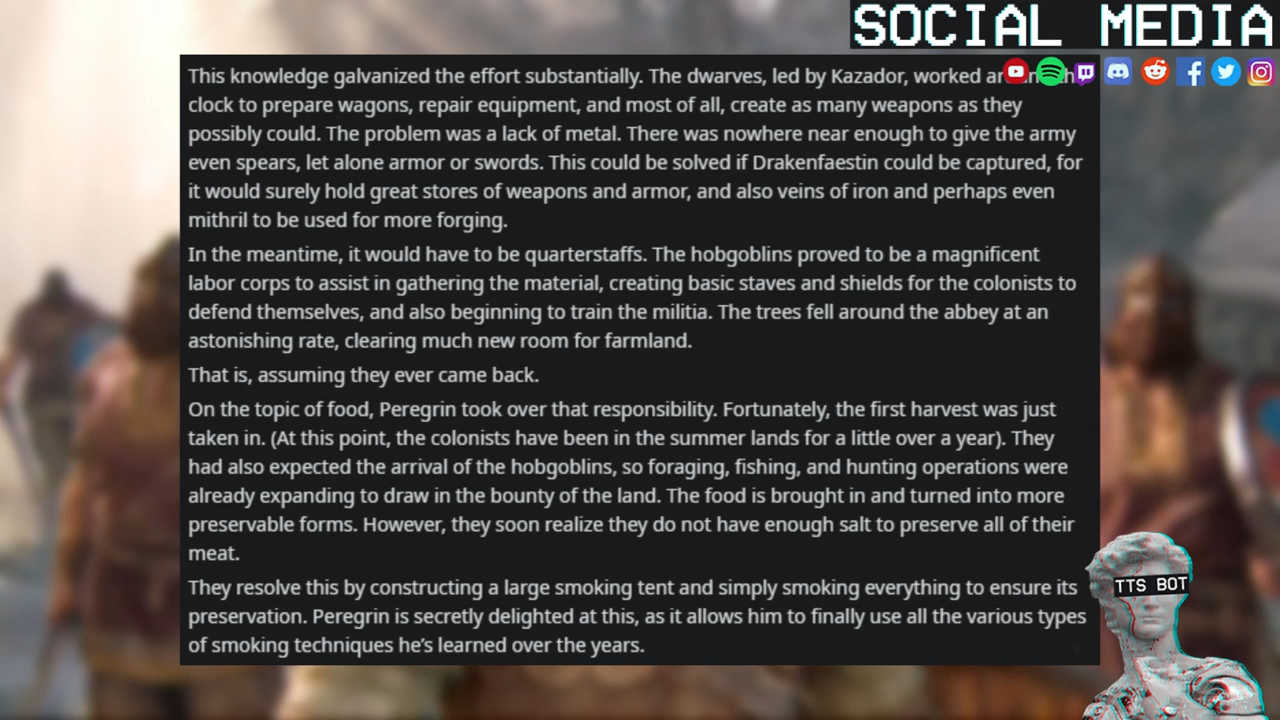 SOCIAL MEDIA
This knowledge galvanized the effort substantially. The dwarves, led by Kazador, worked
clock to prepare wagons, repair equipment, and most of all, create as many weapons as they
possibly could. The problem was a lack of metal. There was nowhere near enough to give the army
even spears, let alone armor or swords. This could be solved if Drakenfaestin could be captured, for
it would surely hold great stores of weapons and armor, and also veins of iron and perhaps even
mithril to be used for more forging.
In the meantime, it would have to be quarterstaffs. The hobgoblins proved to be a magnificent
labor corps to assist in gathering the material, creating basic staves and shields for the colonists to
defend themselves, and also beginning to train the militia. The trees fell around the abbey at an
astonishing rate, clearing much new room for farmland.
That is, assuming they ever came back.
On the topic of food, Peregrin took over that responsibility. Fortunately, the first harvest was just
taken in. (At this point, the colonists have been in the summer lands for a little over a year). They
had also expected the arrival of the hobgoblins, so foraging, fishing, and hunting operations were
already expanding to draw in the bounty of the land. The food is brought in and turned into more
preservable forms. However, they soon realize they do not have enough salt to preserve all of their
meat.
They resolve this by constructing a large smoking tent and simply smoking everything to ensure its
preservation. Peregrin is secretly delighted at this, as it allows him to finally use all the various types
of smoking techniques he's learned over the years.
TTS BOT